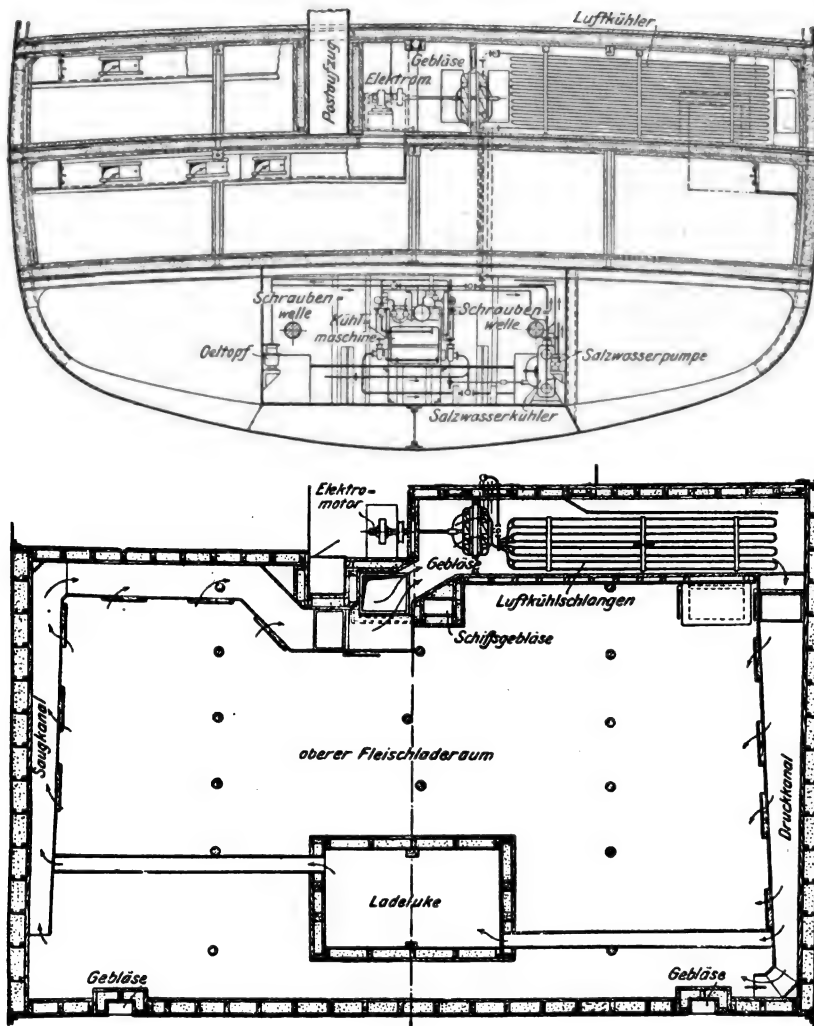 Luftkühler
Postaufzug
Gebläse
Elektrom.
Schrauben-
welle
Kühl-
maschine
Schrauben
welle
Oeltopf
Salzwasserpumpe
Salzwasserkühler
Elektro-
motor
Gebläse
Luftkühlschlangen
Schiffsgebläse
Saugkanal
oberer Fleischladeraum
Druckkanal
Ladeluke
Gebläse
Gebläse